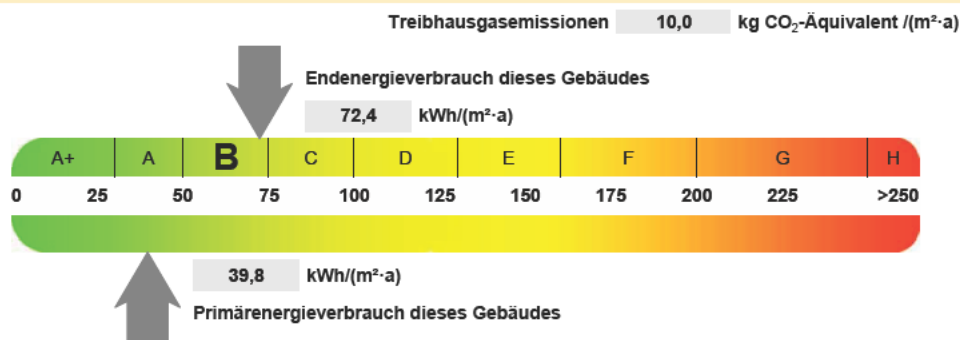 Treibhausgasemissionen 10,0 kg CO₂-Äquivalent /(m²·a)
Endenergieverbrauch dieses Gebäudes
72,4 kWh/(m²·a)
A+ A B C D E F G H
0 25 50 75 100 125 150 175 200 225 >250
39,8 kWh/(m²·a)
Primärenergieverbrauch dieses Gebäudes